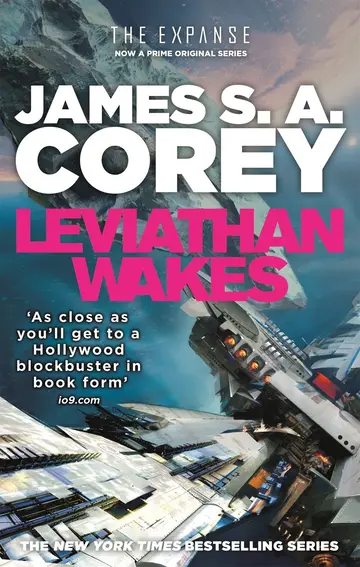 THE EXPANSE
NOW A PRIME ORIGINAL SERIES
JAMES S. A.
COREY
LEVIATHAN
WAKES
‘As close as
you’ll get to a
Hollywood
blockbuster in
book form’
io9.com
THE NEW YORK TIMES BESTSELLING SERIES